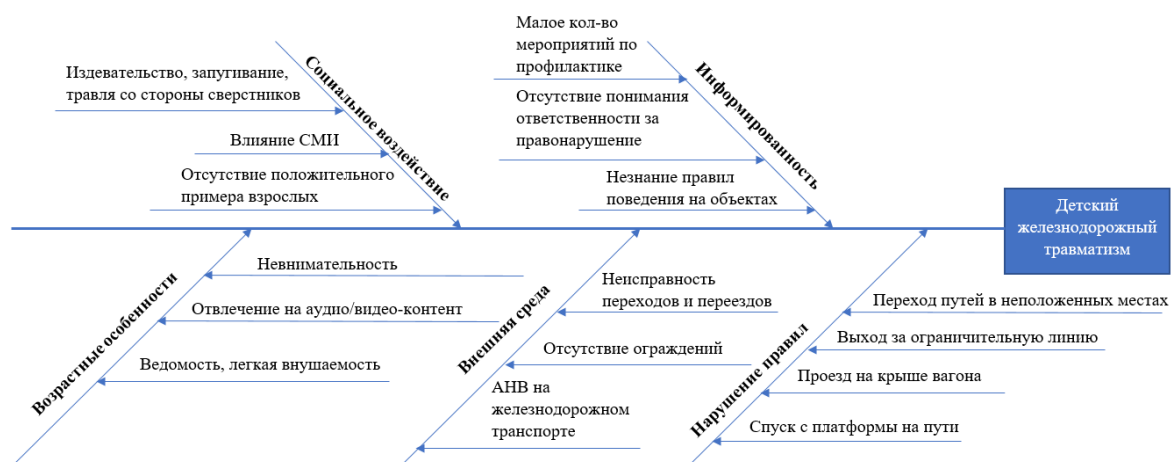 Малое кол-во
мероприятий по
профилактике
Издевательство, запугивание,
травля со стороны сверстников
Социальное воздействие
Информированность
Отсутствие понимания
ответственности за
правонарушение
Влияние СМИ
Отсутствие положительного
примера взрослых
Незнание правил
поведения на объектах
Детский
железнодорожный
травматизм
Возрастные особенности
Невнимательность
Отвлечение на аудио/видео-контент
Ведомость, легкая внушаемость
Внешняя среда
Неисправность
переходов и переездов
Отсутствие ограждений
АНВ на
железнодорожном
транспорте
Нарушение правил
Переход путей в неположенных местах
Выход за ограничительную линию
Проезд на крыше вагона
Спуск с платформы на пути